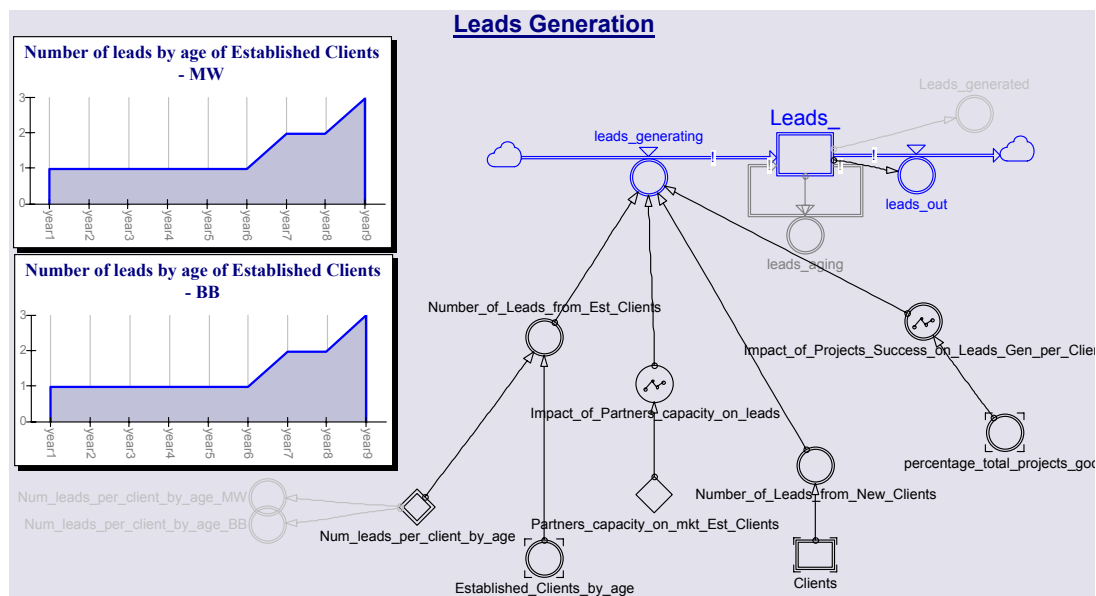 Leads Generation
Number of leads by age of Established Clients
- MW
3
2
1
0
year1
year2
year3
year4
year5
year6
year7
year8
year9
Number of leads by age of Established Clients
- BB
3
2
1
0
year1
year2
year3
year4
year5
year6
year7
year8
year9
Leads_generated
Leads_
leads_generating
!
!
!
!
leads_out
leads_aging
Number_of_Leads_from_Est_Clients
Impact_of_Projects_Success_on_Leads_Gen_per_Clien
Impact_of_Partners_capacity_on_leads
percentage_total_projects_goo
Number_of_Leads_from_New_Clients
Num_leads_per_client_by_age_MW
Num_leads_per_client_by_age_BB
Num_leads_per_client_by_age
Partners_capacity_on_mkt_Est_Clients
Established_Clients_by_age
Clients